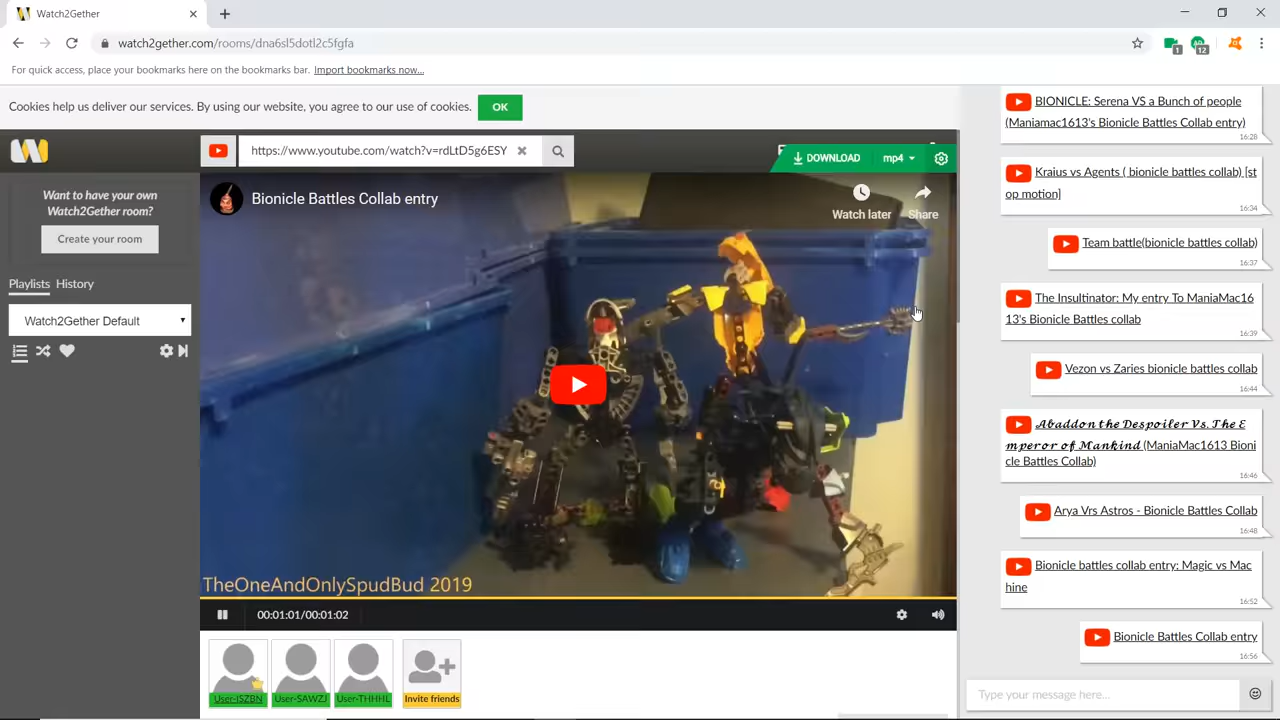 Watch2Gether
watch2gether.com/rooms/dna6sl5dotl2c5fgfa
1
12
For quick access, place your bookmarks here on the bookmarks bar. Import bookmarks now...
Cookies help us deliver our services. By using our website, you agree to our use of cookies. OK
https://www.youtube.com/watch?v=rdLtD5g6ESY
DOWNLOAD mp4
Want to have your own
Watch2Gether room?
Create your room
Playlists History
Watch2Gether Default
Bionicle Battles Collab entry
Watch later
Share
TheOneAndOnlySpudBud 2019
00:01:01/00:01:02
User-JSZBN
User-SAWZJ
User-THHHL
Invite friends
BIONICLE: Serena VS a Bunch of people
(Maniamac1613's Bionicle Battles Collab entry)
16:28
Kraius vs Agents ( bionicle battles collab) [st
op motion]
16:34
Team battle(bionicle battles collab)
16:37
The Insultinator: My entry To ManiaMac16
13's Bionicle Battles collab
16:39
Vezon vs Zaries bionicle battles collab
16:44
𝓐𝓫𝓪𝓭𝓭𝓸𝓷 𝓽𝓱𝓮 𝓓𝓮𝓼𝓹𝓸𝓲𝓵𝓮𝓻 𝓥𝓼. 𝓣𝓱𝓮 𝓔
𝓶𝓹𝓮𝓻𝓸𝓻 𝓸𝓯 𝓜𝓪𝓷𝓴𝓲𝓷𝓭 (ManiaMac1613 Bioni
cle Battles Collab)
16:46
Arya Vrs Astros - Bionicle Battles Collab
16:48
Bionicle battles collab entry: Magic vs Mac
hine
16:52
Bionicle Battles Collab entry
16:56
Type your message here...